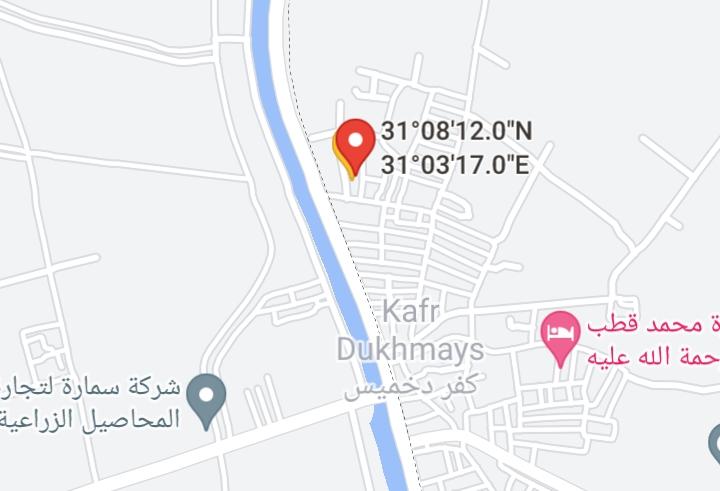 31°08'12.0"N
31°03'17.0"E
Kafr
Dukhmays
كفر دخميس
محمد قطب
الله عليه
شركة سمارة لتجار
المحاصيل الزراعية